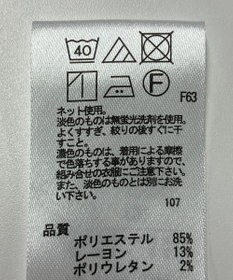 40
F
F63
ネット使用。
淡色のものは無蛍光洗剤使用。
よくすすぎ、絞りの後すぐに干
すこと。
濃色のものは、着用による摩擦
で色落ちする事がありますので、
組み合せの衣服にご注意下さい。
また、淡色のものとは別にお洗
い下さい。
107
品質
ポリエステル 85%
レーヨン 13%
ポリウレタン 2%